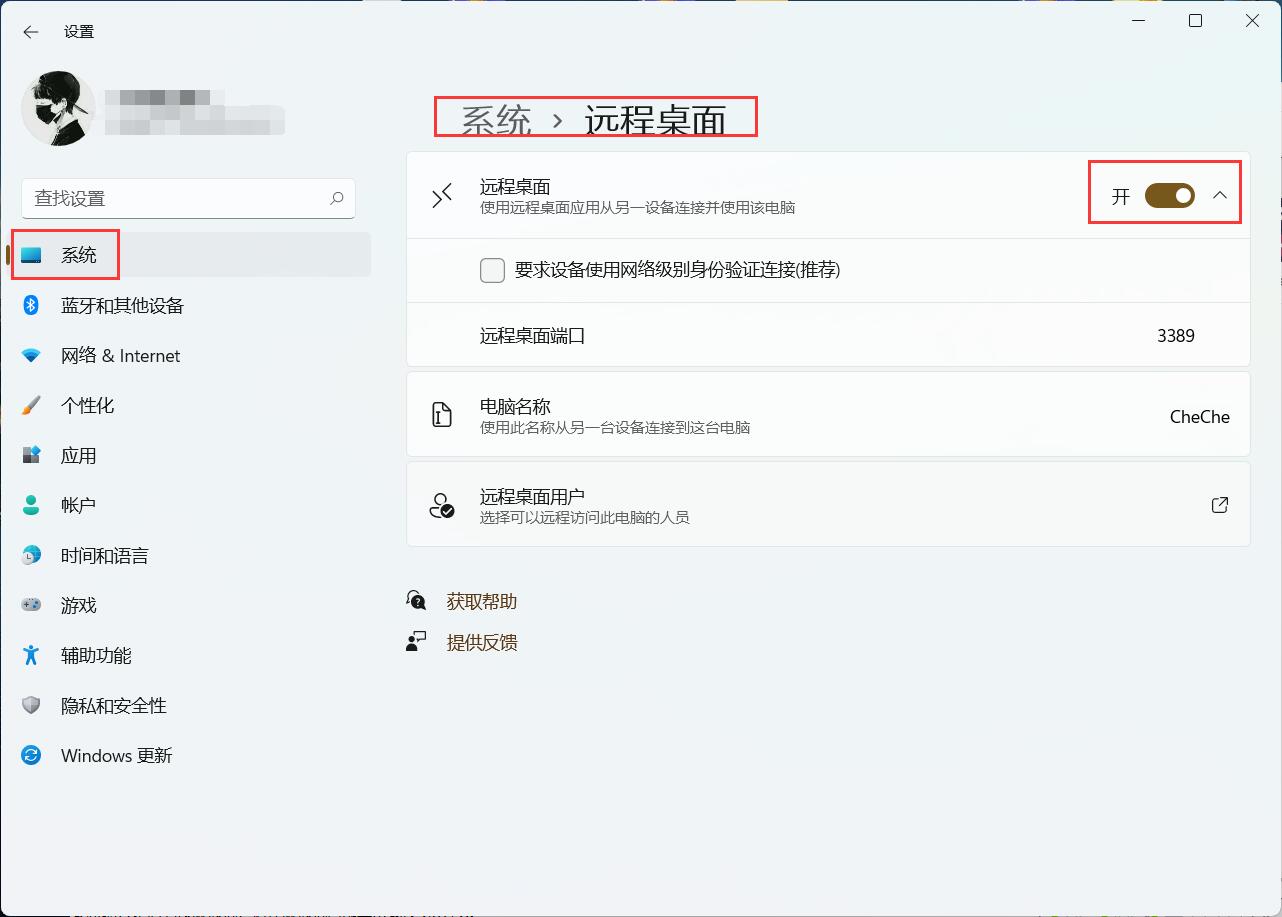 设置
查找设置
系统
蓝牙和其他设备
网络 & Internet
个性化
应用
帐户
时间和语言
游戏
辅助功能
隐私和安全性
Windows 更新
系统 › 远程桌面
远程桌面
使用远程桌面应用从另一设备连接并使用该电脑
开
要求设备使用网络级别身份验证连接(推荐)
远程桌面端口
3389
电脑名称
使用此名称从另一台设备连接到这台电脑
CheChe
远程桌面用户
选择可以远程访问此电脑的人员
获取帮助
提供反馈